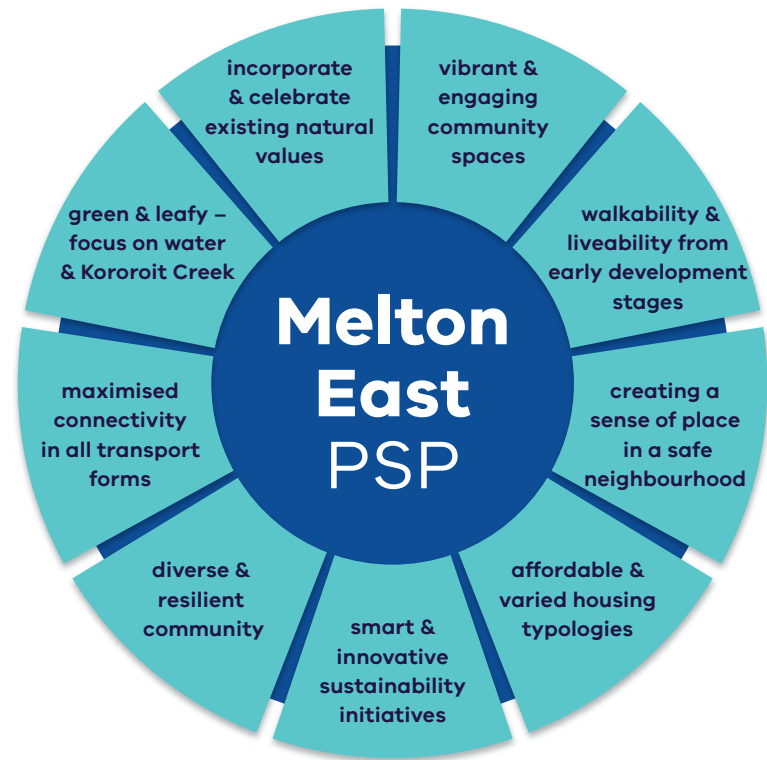 Melton
East
PSP
vibrant &
engaging
community
spaces
walkability &
liveability from
early development
stages
creating a
sense of place
in a safe
neighbourhood
affordable &
varied housing
typologies
smart &
innovative
sustainability
initiatives
diverse &
resilient
community
maximised
connectivity
in all transport
forms
green & leafy –
focus on water
& Kororoit Creek
incorporate
& celebrate
existing natural
values